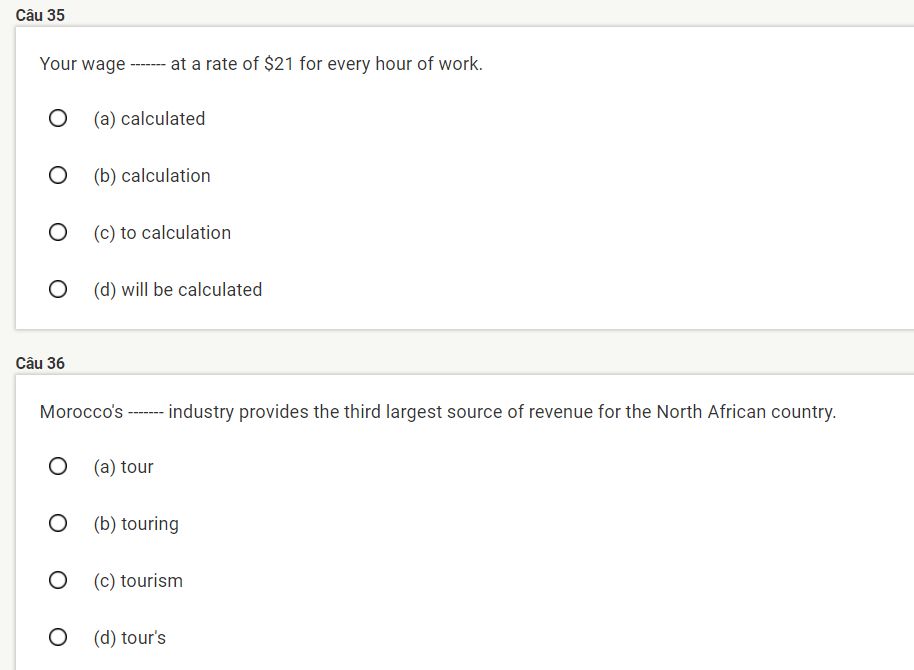 Câu 35
Your wage ------- at a rate of $21 for every hour of work.
(a) calculated
(b) calculation
(c) to calculation
(d) will be calculated
Câu 36
Morocco's ------- industry provides the third largest source of revenue for the North African country.
(a) tour
(b) touring
(c) tourism
(d) tour's